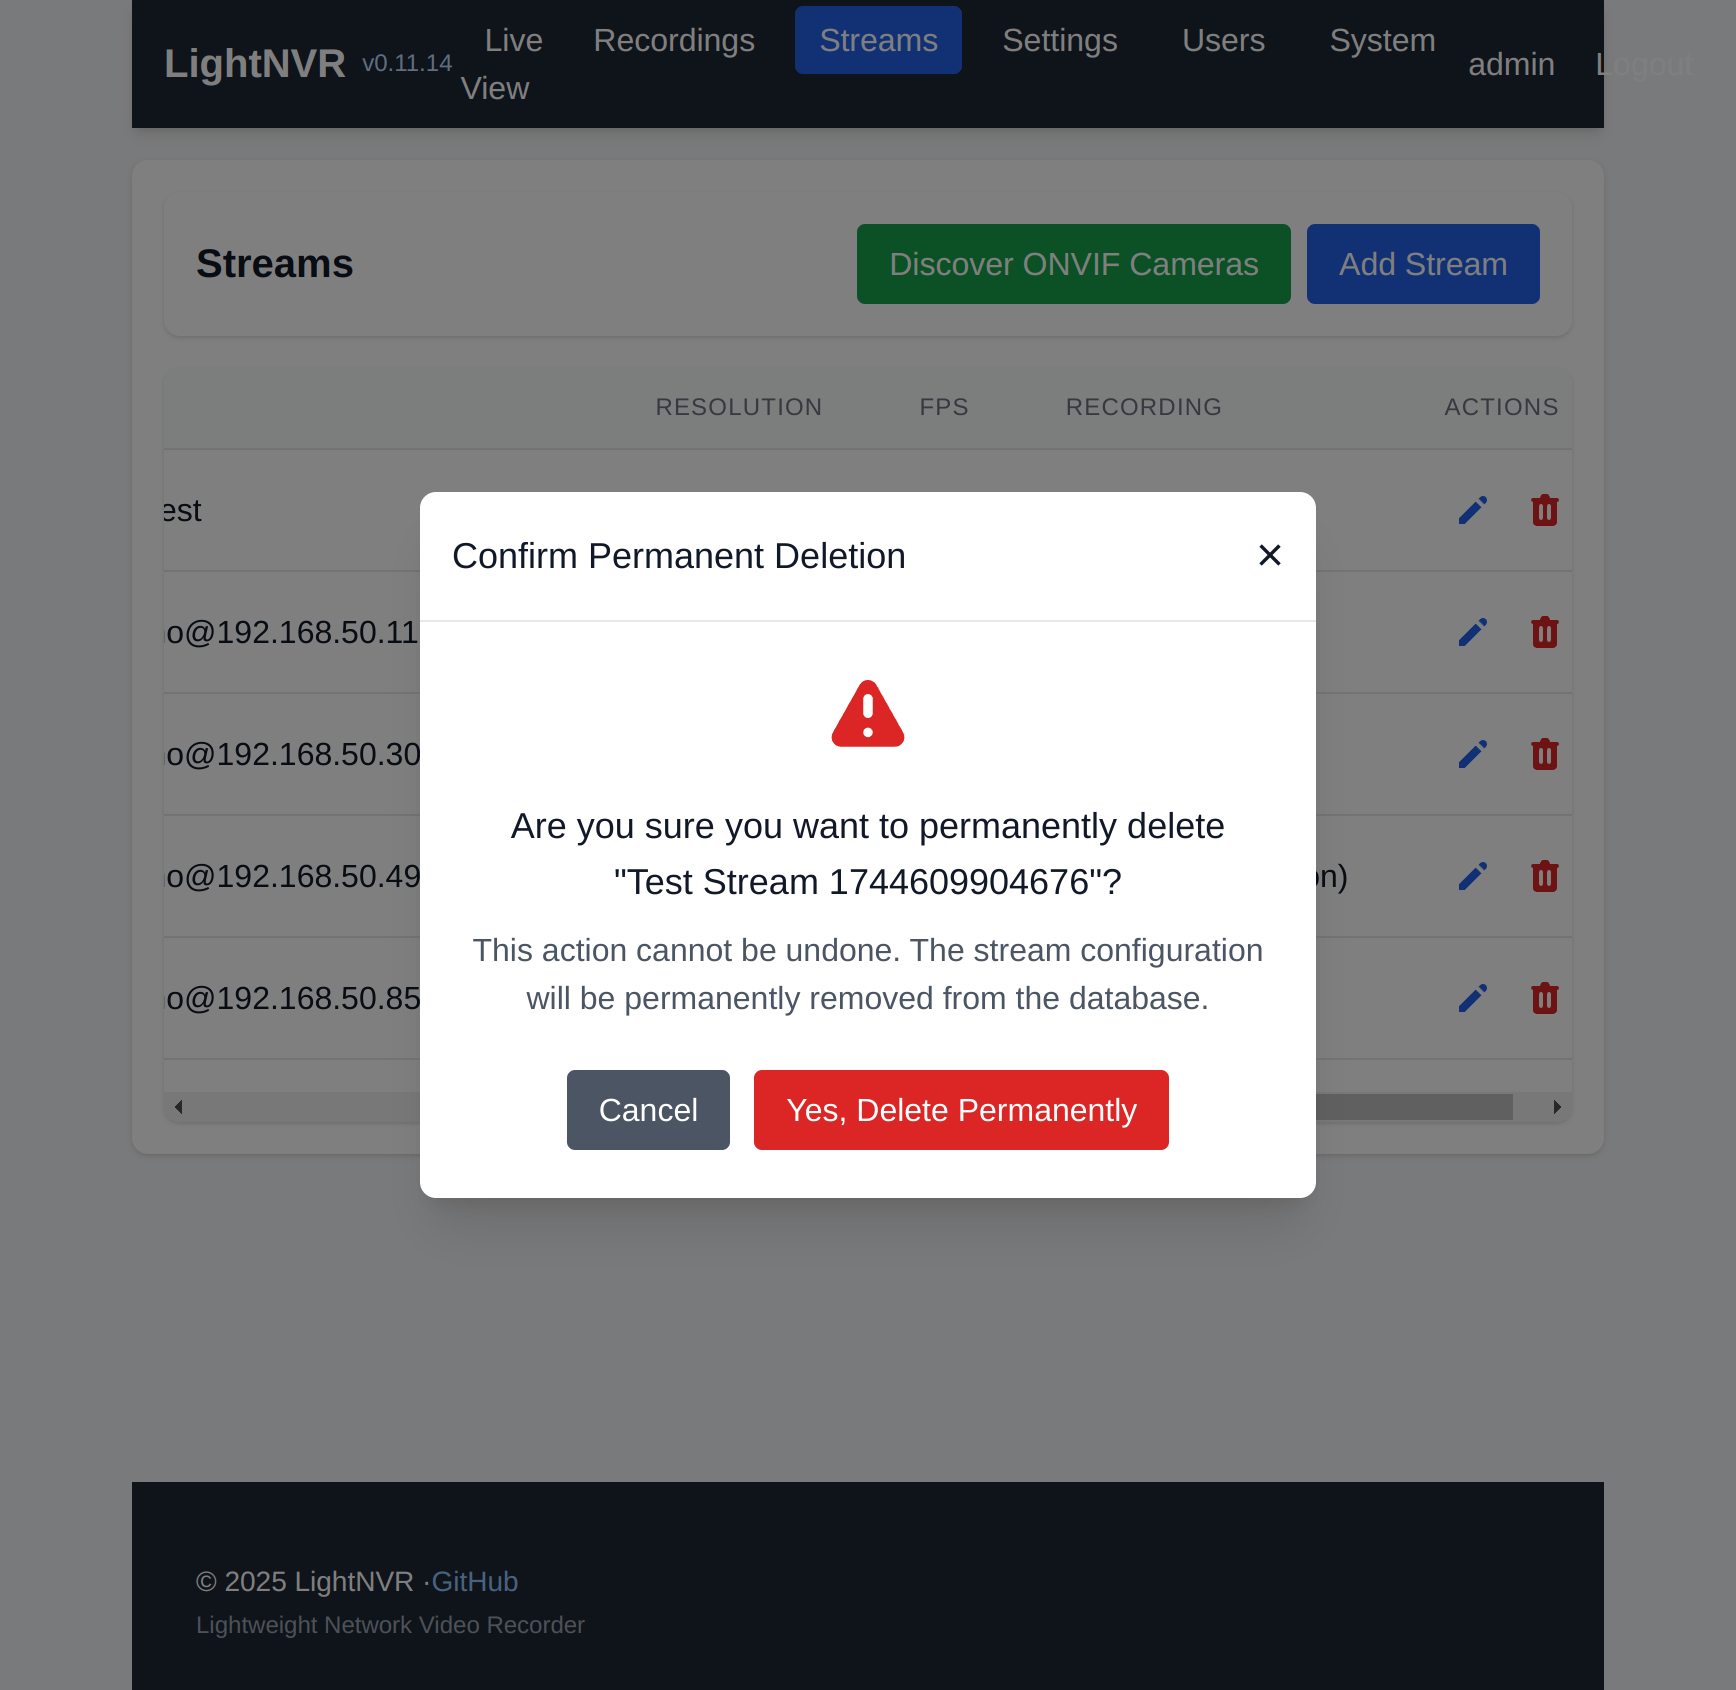 LightNVR v0.11.14
Live View
Recordings
Streams
Settings
Users
System
admin
Logout
Streams
Discover ONVIF Cameras
Add Stream
RESOLUTION FPS RECORDING ACTIONS
est
o@192.168.50.11
o@192.168.50.30
o@192.168.50.49
on)
o@192.168.50.85
Confirm Permanent Deletion
Are you sure you want to permanently delete
"Test Stream 1744609904676"?
This action cannot be undone. The stream configuration
will be permanently removed from the database.
Cancel
Yes, Delete Permanently
© 2025 LightNVR ·GitHub
Lightweight Network Video Recorder